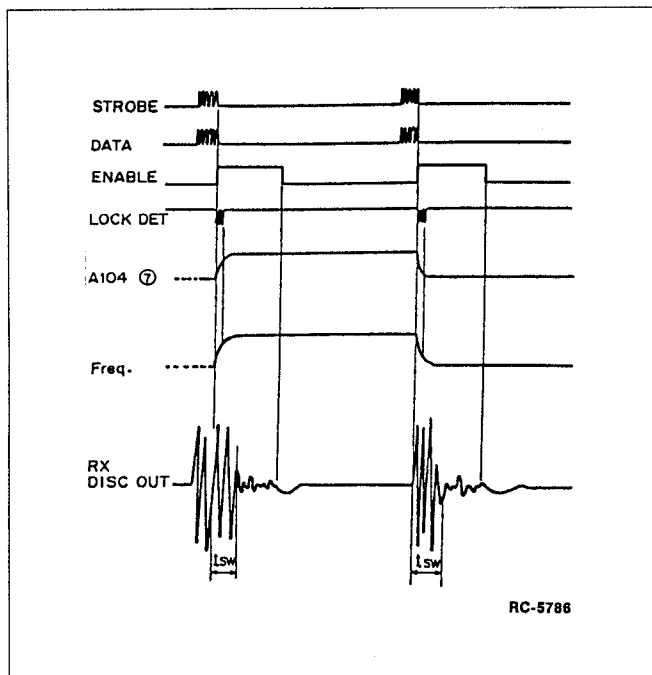 STROBE
DATA
ENABLE
LOCK DET
A104 ⑦
Freq.
RX
DISC OUT
tsw
tsw
RC-5786